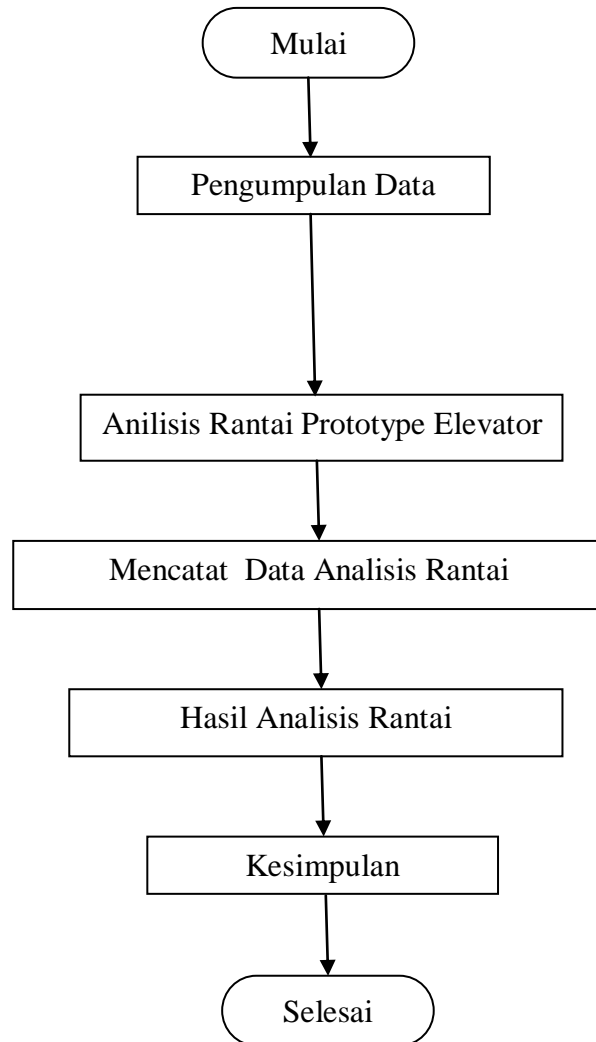 Mulai
Pengumpulan Data
Anilisis Rantai Prototype Elevator
Mencatat Data Analisis Rantai
Hasil Analisis Rantai
Kesimpulan
Selesai